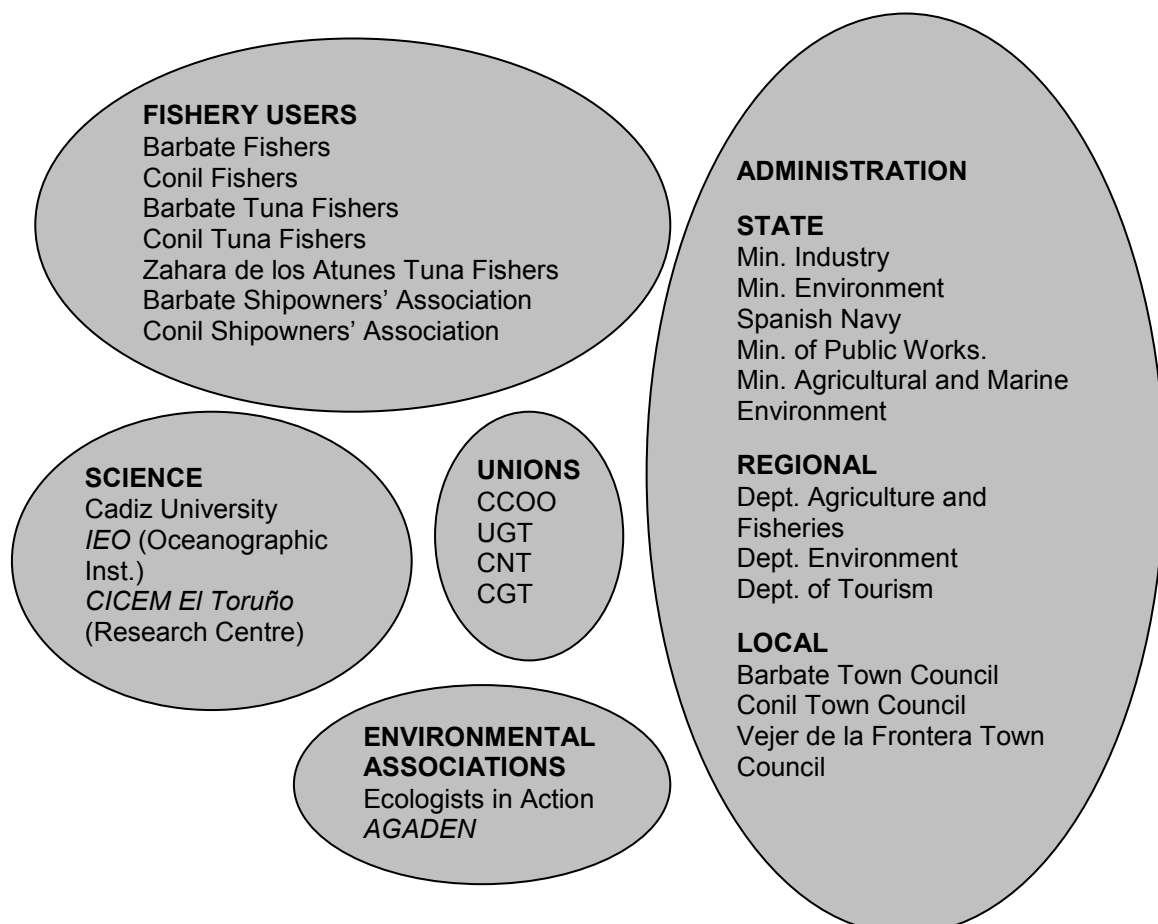 FISHERY USERS
Barbate Fishers
Conil Fishers
Barbate Tuna Fishers
Conil Tuna Fishers
Zahara de los Atunes Tuna Fishers
Barbate Shipowners’ Association
Conil Shipowners’ Association
ADMINISTRATION
STATE
Min. Industry
Min. Environment
Spanish Navy
Min. of Public Works.
Min. Agricultural and Marine
Environment
REGIONAL
Dept. Agriculture and
Fisheries
Dept. Environment
Dept. of Tourism
LOCAL
Barbate Town Council
Conil Town Council
Vejer de la Frontera Town
Council
SCIENCE
Cadiz University
IEO (Oceanographic
Inst.)
CICEM El Toruño
(Research Centre)
UNIONS
CCOO
UGT
CNT
CGT
ENVIRONMENTAL
ASSOCIATIONS
Ecologists in Action
AGADEN